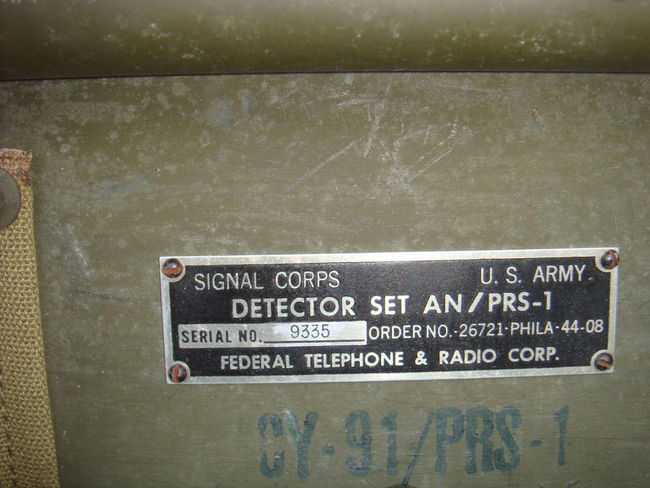 SIGNAL CORPS U. S. ARMY
DETECTOR SET AN/PRS-1
SERIAL NO. 9335 ORDER NO.-26721-PHILA-44-08
FEDERAL TELEPHONE & RADIO CORP.
CY-91/PRS-1